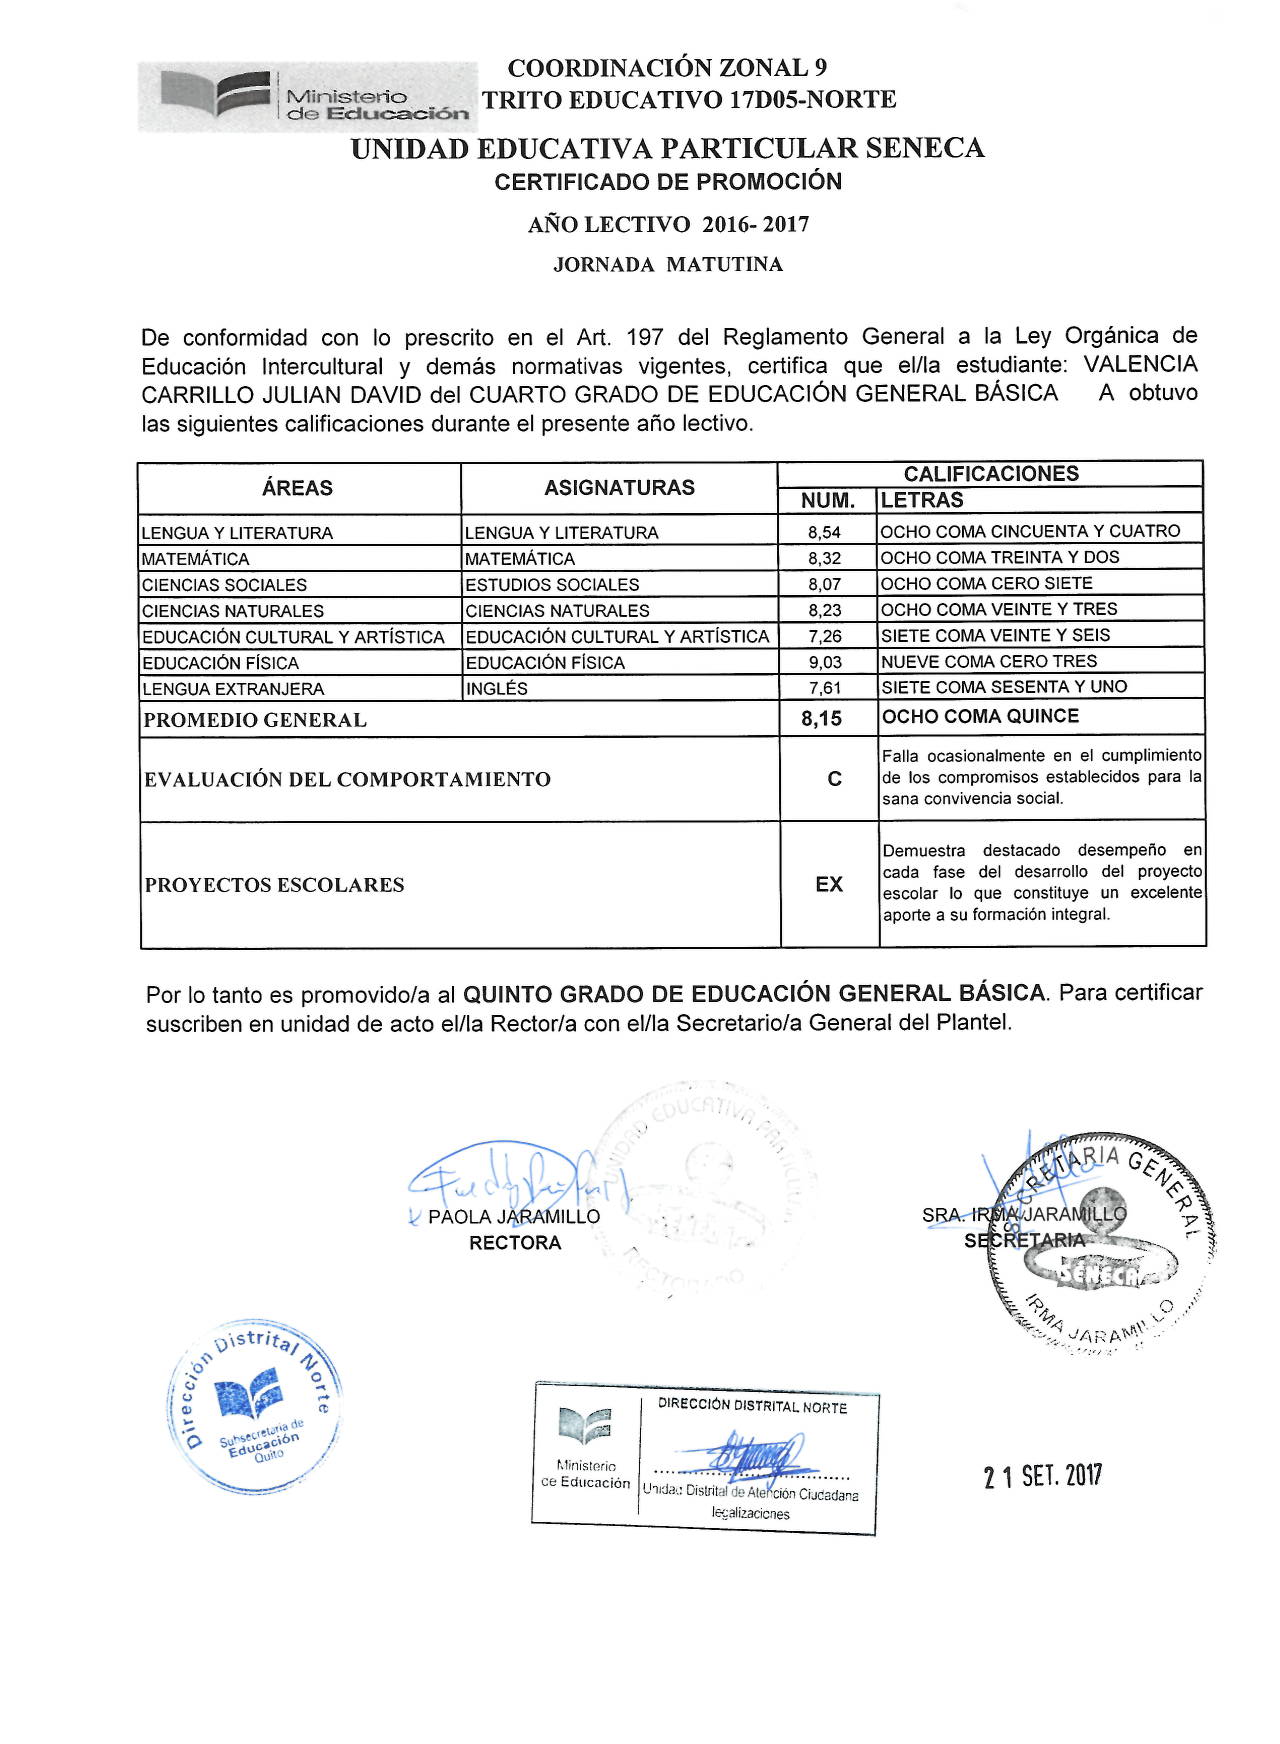 Ministerio
de Educación
COORDINACIÓN ZONAL 9
TRITO EDUCATIVO 17D05-NORTE
UNIDAD EDUCATIVA PARTICULAR SENECA
CERTIFICADO DE PROMOCIÓN
AÑO LECTIVO 2016- 2017
JORNADA MATUTINA
De conformidad con lo prescrito en el Art. 197 del Reglamento General a la Ley Orgánica de
Educación Intercultural y demás normativas vigentes, certifica que el/la estudiante: VALENCIA
CARRILLO JULIAN DAVID del CUARTO GRADO DE EDUCACIÓN GENERAL BÁSICA A obtuvo
las siguientes calificaciones durante el presente año lectivo.
ÁREAS ASIGNATURAS CALIFICACIONES
NUM. LETRAS
LENGUA Y LITERATURA LENGUA Y LITERATURA 8,54 OCHO COMA CINCUENTA Y CUATRO
MATEMÁTICA MATEMÁTICA 8,32 OCHO COMA TREINTA Y DOS
CIENCIAS SOCIALES ESTUDIOS SOCIALES 8,07 OCHO COMA CERO SIETE
CIENCIAS NATURALES CIENCIAS NATURALES 8,23 OCHO COMA VEINTE Y TRES
EDUCACIÓN CULTURAL Y ARTÍSTICA EDUCACIÓN CULTURAL Y ARTÍSTICA 7,26 SIETE COMA VEINTE Y SEIS
EDUCACIÓN FÍSICA EDUCACIÓN FÍSICA 9,03 NUEVE COMA CERO TRES
LENGUA EXTRANJERA INGLÉS 7,61 SIETE COMA SESENTA Y UNO
PROMEDIO GENERAL 8,15 OCHO COMA QUINCE
EVALUACIÓN DEL COMPORTAMIENTO C Falla ocasionalmente en el cumplimiento
de los compromisos establecidos para la
sana convivencia social.
PROYECTOS ESCOLARES EX Demuestra destacado desempeño en
cada fase del desarrollo del proyecto
escolar lo que constituye un excelente
aporte a su formación integral.
Por lo tanto es promovido/a al QUINTO GRADO DE EDUCACIÓN GENERAL BÁSICA. Para certificar
suscriben en unidad de acto el/la Rector/a con el/la Secretario/a General del Plantel.
UNIDAD EDUCATIVA
RECTORADO
PAOLA JARAMILLO
RECTORA
SRA. IRMA JARAMILLO
SECRETARIA
SECRETARIA GENERAL
SENECA
IRMA JARAMILLO
Dirección Distrital Norte
Subsecretaria de
Educación
Quito
DIRECCIÓN DISTRITAL NORTE
Ministerio
de Educación
Unidad Distrital de Atención Ciudadana
legalizaciones
21 SET. 2017